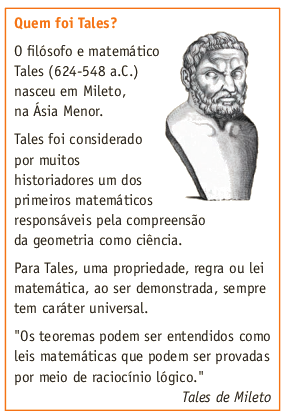 Quem foi Tales?
O filósofo e matemático
Tales (624-548 a.C.)
nasceu em Mileto,
na Ásia Menor.
Tales foi considerado
por muitos
historiadores um dos
primeiros matemáticos
responsáveis pela compreensão
da geometria como ciência.
Para Tales, uma propriedade, regra ou lei
matemática, ao ser demonstrada, sempre
tem caráter universal.
"Os teoremas podem ser entendidos como
leis matemáticas que podem ser provadas
por meio de raciocínio lógico."
Tales de Mileto